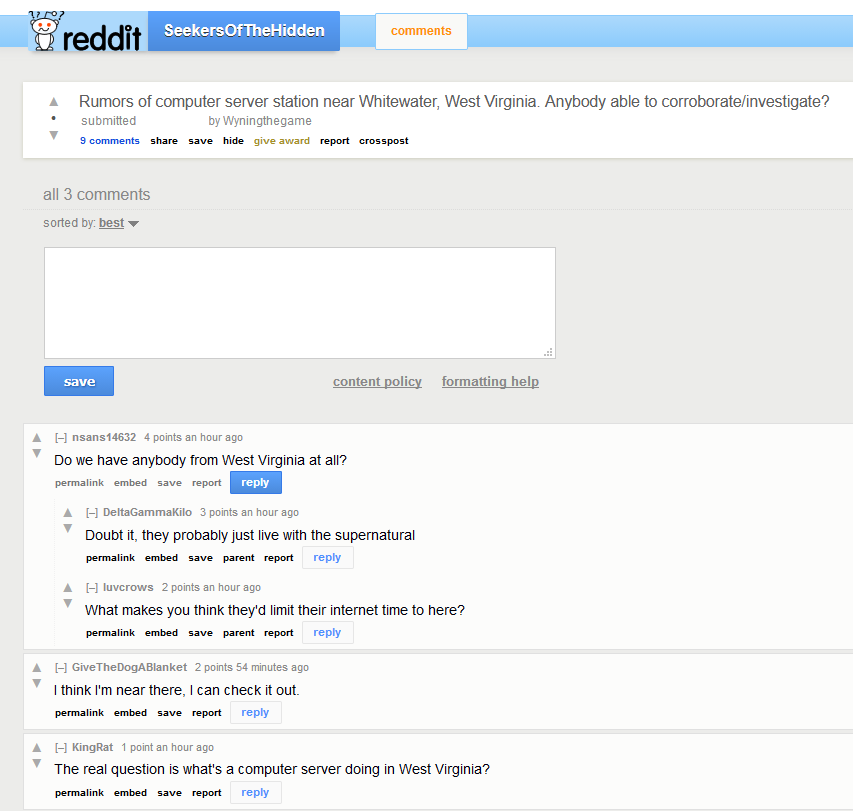 reddit SeekersOfTheHidden comments
Rumors of computer server station near Whitewater, West Virginia. Anybody able to corroborate/investigate?
submitted by Wyningthegame
9 comments share save hide give award report crosspost
all 3 comments
sorted by: best
save content policy formatting help
[–] nsans14632 4 points an hour ago
Do we have anybody from West Virginia at all?
permalink embed save report reply
[–] DeltaGammaKilo 3 points an hour ago
Doubt it, they probably just live with the supernatural
permalink embed save parent report reply
[–] luvcrows 2 points an hour ago
What makes you think they'd limit their internet time to here?
permalink embed save parent report reply
[–] GiveTheDogABlanket 2 points 54 minutes ago
I think I'm near there, I can check it out.
permalink embed save report reply
[–] KingRat 1 point an hour ago
The real question is what's a computer server doing in West Virginia?
permalink embed save report reply